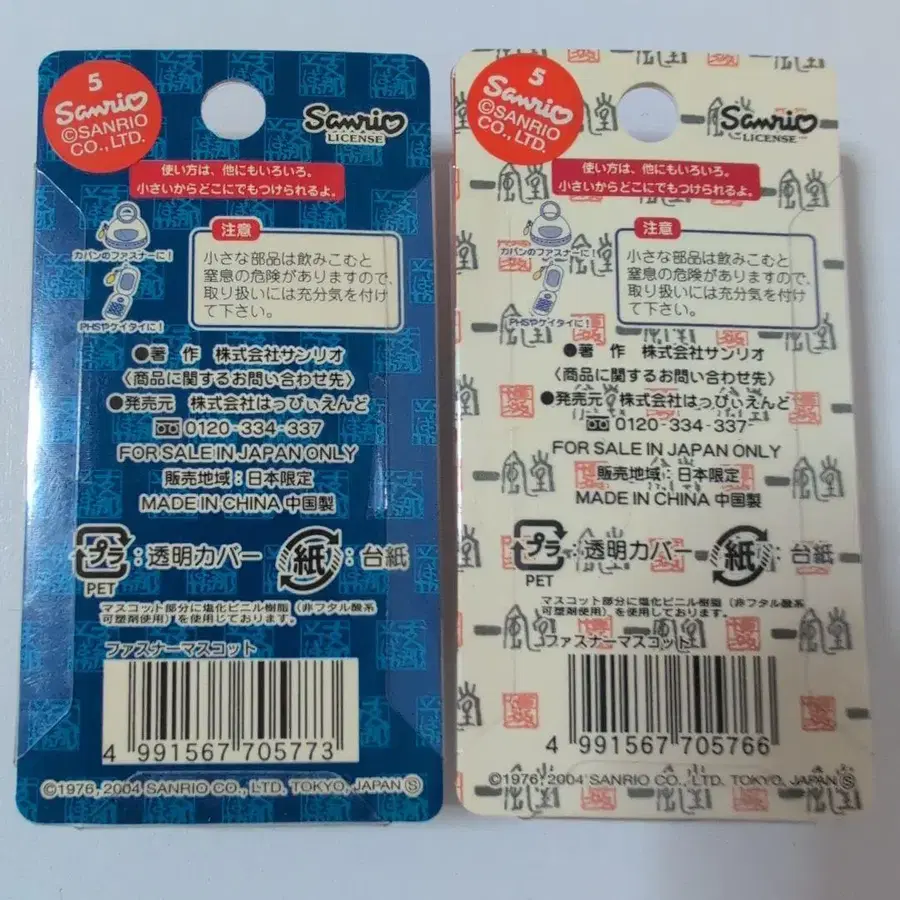 5
Sanrio
©SANRIO
CO., LTD.
Sanrio
LICENSE
使い方は、他にもいろいろ。
小さいからどこにでもつけられるよ。
カバンのファスナーに!
PHSやケイタイに!
注意
小さな部品は飲みこむと
窒息の危険がありますので、
取り扱いには充分気を付け
て下さい。
●著 作 株式会社サンリオ
〈商品に関するお問い合わせ先〉
●発売元 株式会社はっぴぃえんど
0120-334-337
FOR SALE IN JAPAN ONLY
販売地域：日本限定
MADE IN CHINA 中国製
プラ
PET
：透明カバー
紙
：台紙
マスコット部分に塩化ビニル樹脂（非フタル酸系
可塑剤使用）を使用しております。
ファスナーマスコット
4 991567 705773
©1976, 2004 SANRIO CO., LTD. TOKYO, JAPAN Ⓢ
5
Sanrio
©SANRIO
CO., LTD.
Sanrio
LICENSE
使い方は、他にもいろいろ。
小さいからどこにでもつけられるよ。
カバンのファスナーに!
PHSやケイタイに!
注意
小さな部品は飲みこむと
窒息の危険がありますので、
取り扱いには充分気を付け
て下さい。
●著 作 株式会社サンリオ
〈商品に関するお問い合わせ先〉
●発売元 株式会社はっぴぃえんど
0120-334-337
FOR SALE IN JAPAN ONLY
販売地域：日本限定
MADE IN CHINA 中国製
プラ
PET
：透明カバー
紙
：台紙
マスコット部分に塩化ビニル樹脂（非フタル酸系
可塑剤使用）を使用しております。
ファスナーマスコット
4 991567 705766
©1976, 2004 SANRIO CO., LTD. TOKYO, JAPAN Ⓢ
一風堂